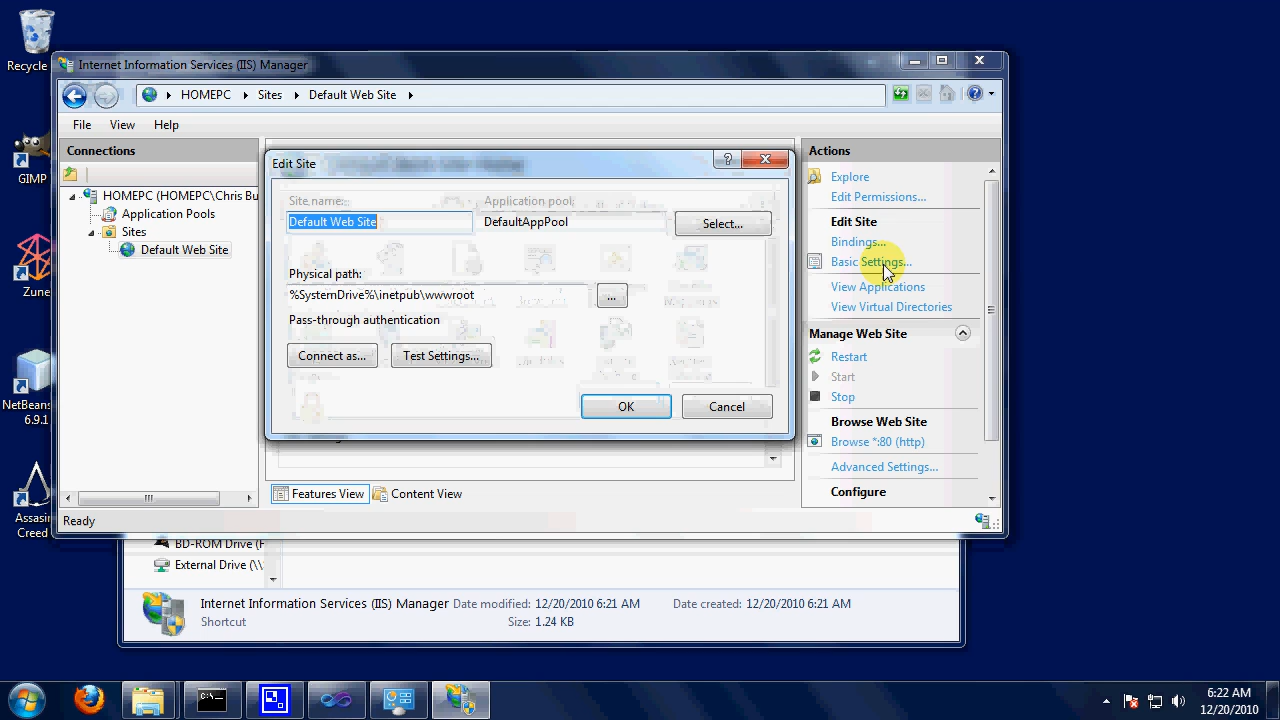 Recycle
GIMP
Zune
NetBeans
6.9.1
Assasin
Creed
Internet Information Services (IIS) Manager
HOMEPC
Sites
Default Web Site
File
View
Help
Connections
HOMEPC (HOMEPC\Chris Bu
Application Pools
Sites
Default Web Site
Edit Site
Site name:
Application pool:
Default Web Site
DefaultAppPool
Select...
Physical path:
%SystemDrive%\inetpub\wwwroot
...
Pass-through authentication
Connect as...
Test Settings...
OK
Cancel
Features View
Content View
Actions
Explore
Edit Permissions...
Edit Site
Bindings...
Basic Settings...
View Applications
View Virtual Directories
Manage Web Site
Restart
Start
Stop
Browse Web Site
Browse *:80 (http)
Advanced Settings...
Configure
Ready
BD-ROM Drive (F
External Drive (\\
Internet Information Services (IIS) Manager
Date modified: 12/20/2010 6:21 AM
Date created: 12/20/2010 6:21 AM
Shortcut
Size: 1.24 KB
6:22 AM
12/20/2010